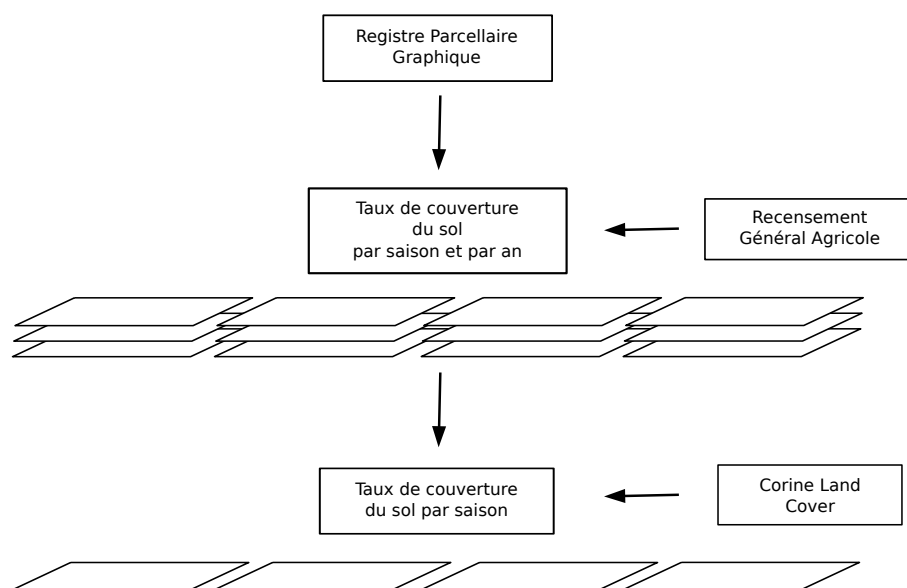 Registre Parcellaire
Graphique
Taux de couverture
du sol
par saison et par an
Recensement
Général Agricole
Taux de couverture
du sol par saison
Corine Land
Cover